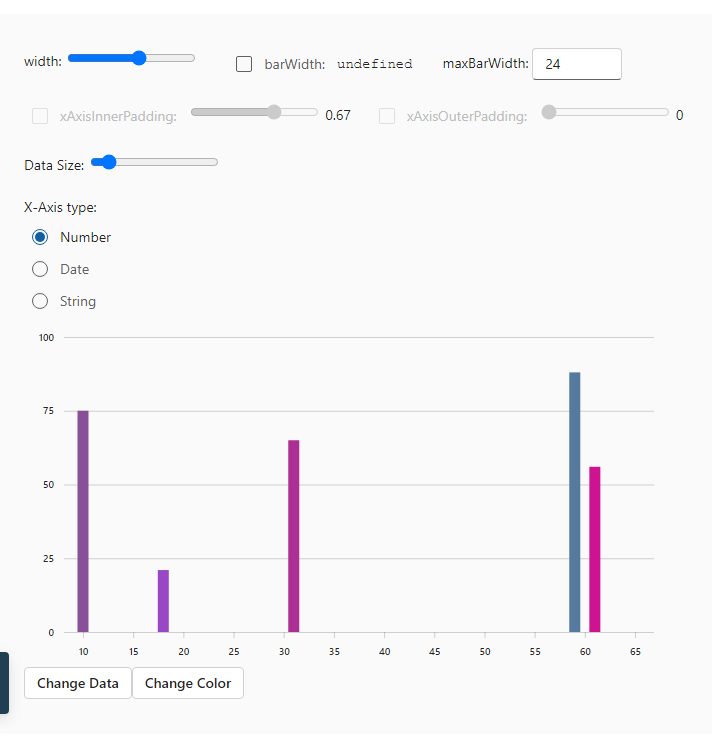 width: barWidth: undefined maxBarWidth: 24
xAxisInnerPadding: 0.67 xAxisOuterPadding: 0
Data Size:
X-Axis type:
Number
Date
String
100
75
50
25
0
10 15 20 25 30 35 40 45 50 55 60 65
Change Data Change Color